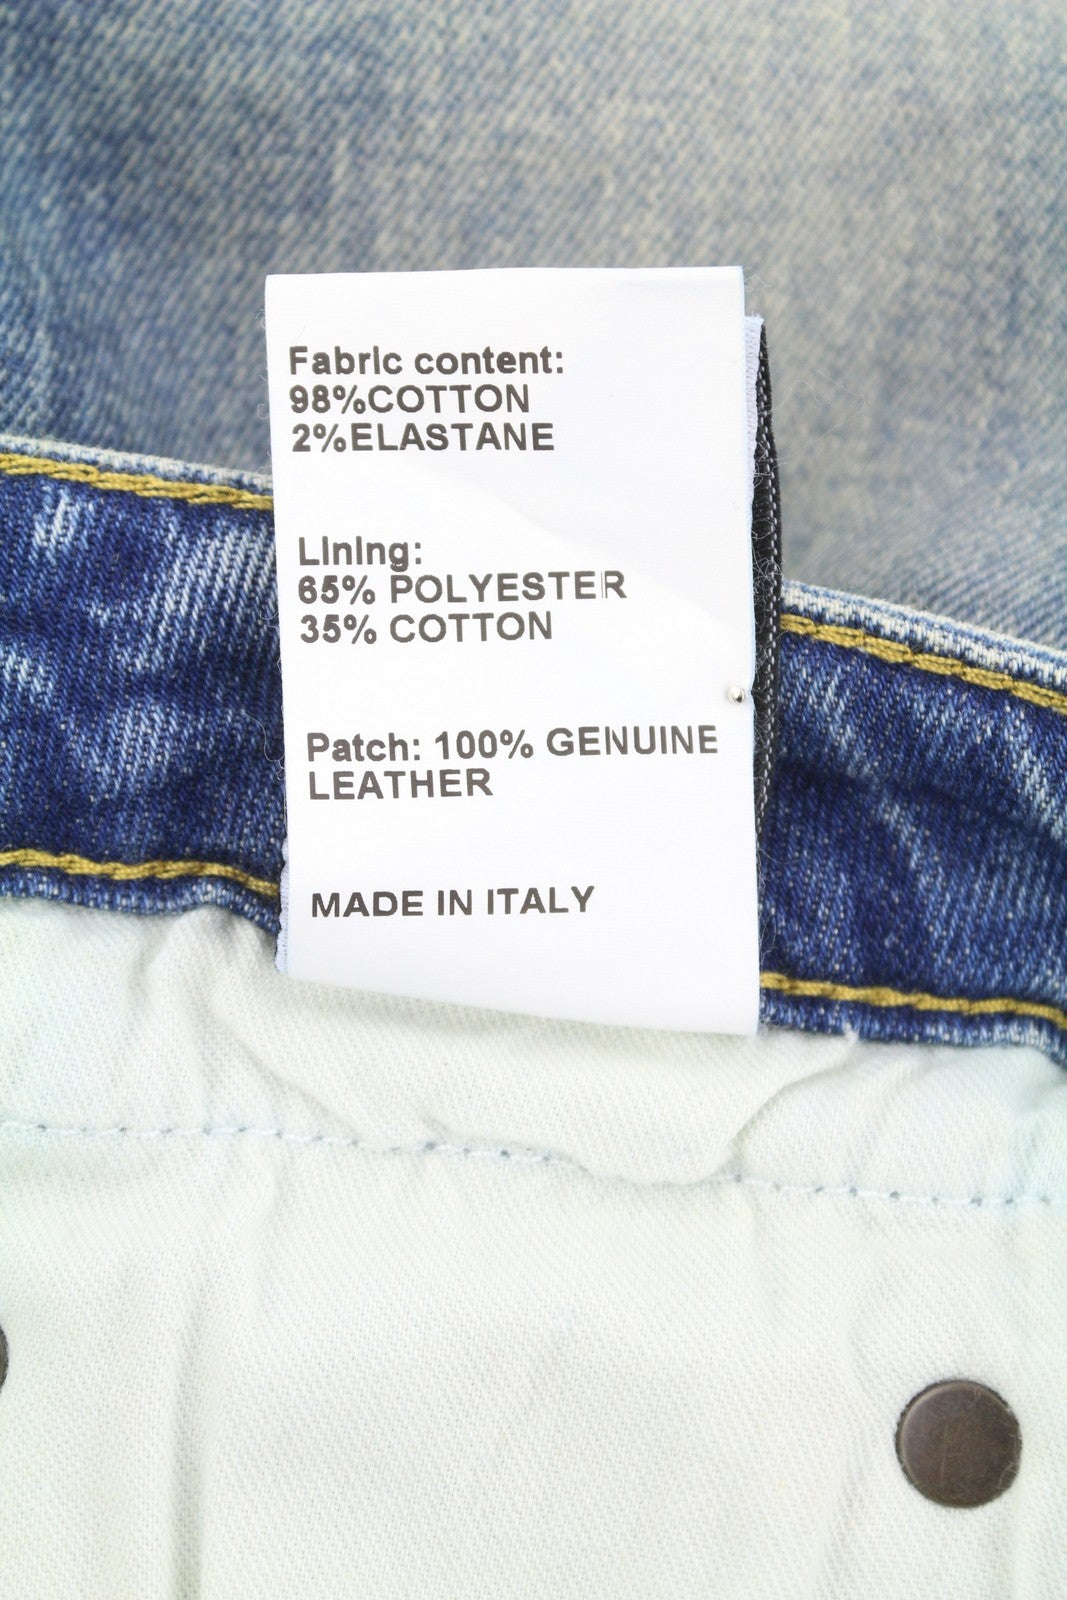 Fabric content:
98%COTTON
2%ELASTANE
Lining:
65% POLYESTER
35% COTTON
Patch: 100% GENUINE
LEATHER
MADE IN ITALY